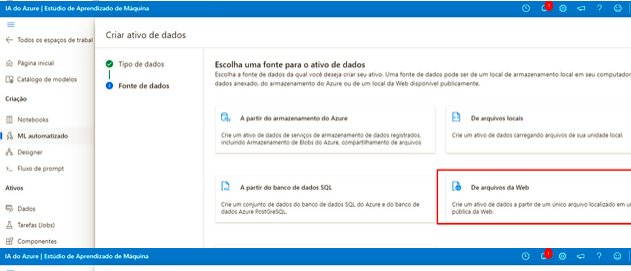 IA do Azure | Estúdio de Aprendizado de Máquina
1
Todos os espaços de trabal
Criar ativo de dados
Página inicial
Catálogo de modelos
Criação
Notebooks
ML automatizado
Designer
Fluxo de prompt
Ativos
Dados
Tarefas (Jobs)
Componentes
Tipo de dados
Fonte de dados
Escolha uma fonte para o ativo de dados
Escolha a fonte de dados da qual você deseja criar seu ativo. Uma fonte de dados pode ser de um local de armazenamento local em seu computador
dados anexado, do armazenamento do Azure ou de um local da Web disponível publicamente.
A partir do armazenamento do Azure
Crie um ativo de dados de serviços de armazenamento de dados registrados,
incluindo Armazenamento de Blobs do Azure, compartilhamento de arquivos
De arquivos locais
Crie um ativo de dados carregando arquivos de sua unidade local.
A partir do banco de dados SQL
Crie um conjunto de dados do banco de dados SQL do Azure e do banco de
dados Azure PostGreSQL.
De arquivos da Web
Crie um ativo de dados a partir de um único arquivo localizado em u
pública da Web.
IA do Azure | Estúdio de Aprendizado de Máquina
1